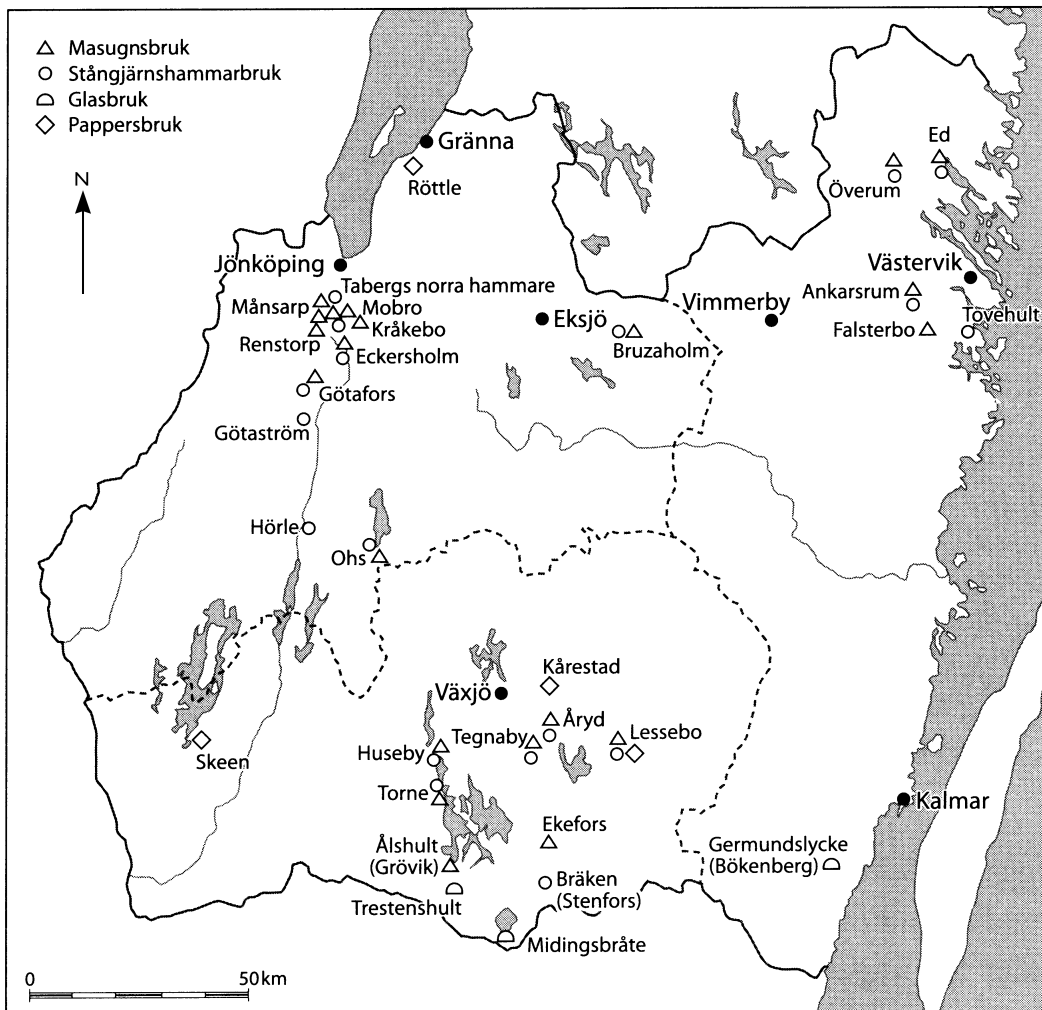 Masugnsbruk
Stångjärnshammarbruk
Glasbruk
Pappersbruk
N
Gränna
Röttle
Ed
Överum
Jönköping
Västervik
Tabergs norra hammare
Ankarsrum
Månsarp
Mobro
Vimmerby
Eksjö
Tövehult
Kråkebo
Falsterbo
Renstorp
Bruzaholm
Eckersholm
Götafors
Götaström
Hörle
Ohs
Kårestad
Växjö
Åryd
Tegnaby
Lessebo
Huseby
Skeen
Torne
Kalmar
Ekefors
Ålshult
(Grövik)
Germundslycke
(Bökenberg)
Bräken
(Stenfors)
Trestenshult
Midingsbråte
0
50 km